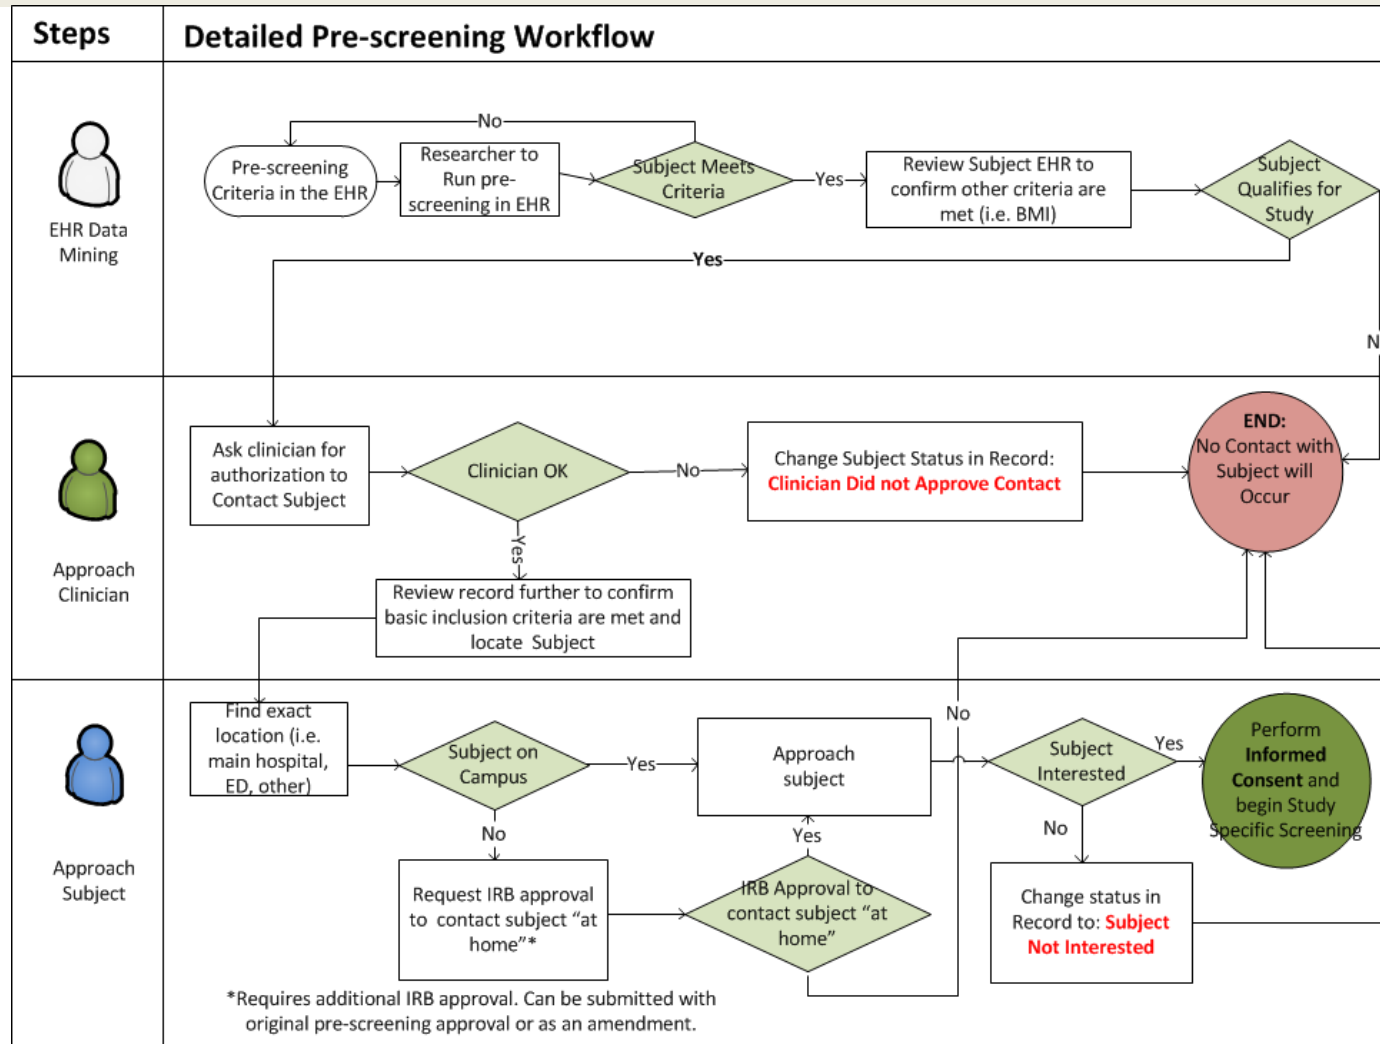 Steps
Detailed Pre-screening Workflow
No
Pre-screening
Criteria in the EHR
Researcher to
Run pre-
screening in EHR
Subject Meets
Criteria
Yes
Review Subject EHR to
confirm other criteria are
met (i.e. BMI)
Subject
Qualifies for
Study
EHR Data
Mining
Yes
N
Ask clinician for
authorization to
Contact Subject
Clinician OK
No
Change Subject Status in Record:
Clinician Did not Approve Contact
END:
No Contact with
Subject will
Occur
Yes
Approach
Clinician
Review record further to confirm
basic inclusion criteria are met and
locate Subject
Find exact
location (i.e.
main hospital,
ED, other)
Subject on
Campus
Yes
Approach
subject
No
Subject
Interested
Yes
Perform
Informed
Consent and
begin Study
Specific Screening
No
Yes
No
Approach
Subject
Request IRB approval
to contact subject “at
home”*
IRB Approval to
contact subject “at
home”
Change status in
Record to: Subject
Not Interested
*Requires additional IRB approval. Can be submitted with
original pre-screening approval or as an amendment.